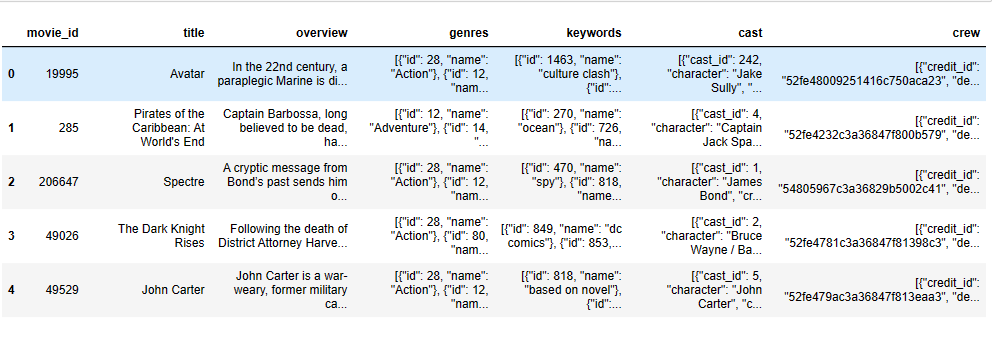 movie_id title overview genres keywords cast crew
0 19995 Avatar In the 22nd century, a paraplegic Marine is di... [{"id": 28, "name": "Action"}, {"id": 12, "nam... [{"id": 1463, "name": "culture clash"}, {"id":... [{"cast_id": 242, "character": "Jake Sully", "... [{"credit_id": "52fe48009251416c750aca23", "de...
1 285 Pirates of the Caribbean: At World's End Captain Barbossa, long believed to be dead, ha... [{"id": 12, "name": "Adventure"}, {"id": 14, "... [{"id": 270, "name": "ocean"}, {"id": 726, "na... [{"cast_id": 4, "character": "Captain Jack Spa... [{"credit_id": "52fe4232c3a36847f800b579", "de...
2 206647 Spectre A cryptic message from Bond's past sends him o... [{"id": 28, "name": "Action"}, {"id": 12, "nam... [{"id": 470, "name": "spy"}, {"id": 818, "name... [{"cast_id": 1, "character": "James Bond", "cr... [{"credit_id": "54805967c3a36829b5002c41", "de...
3 49026 The Dark Knight Rises Following the death of District Attorney Harve... [{"id": 28, "name": "Action"}, {"id": 80, "nam... [{"id": 849, "name": "dc comics"}, {"id": 853,... [{"cast_id": 2, "character": "Bruce Wayne / Ba... [{"credit_id": "52fe4781c3a36847f81398c3", "de...
4 49529 John Carter John Carter is a war-weary, former military ca... [{"id": 28, "name": "Action"}, {"id": 12, "nam... [{"id": 818, "name": "based on novel"}, {"id":... [{"cast_id": 5, "character": "John Carter", "c... [{"credit_id": "52fe479ac3a36847f813eaa3", "de...